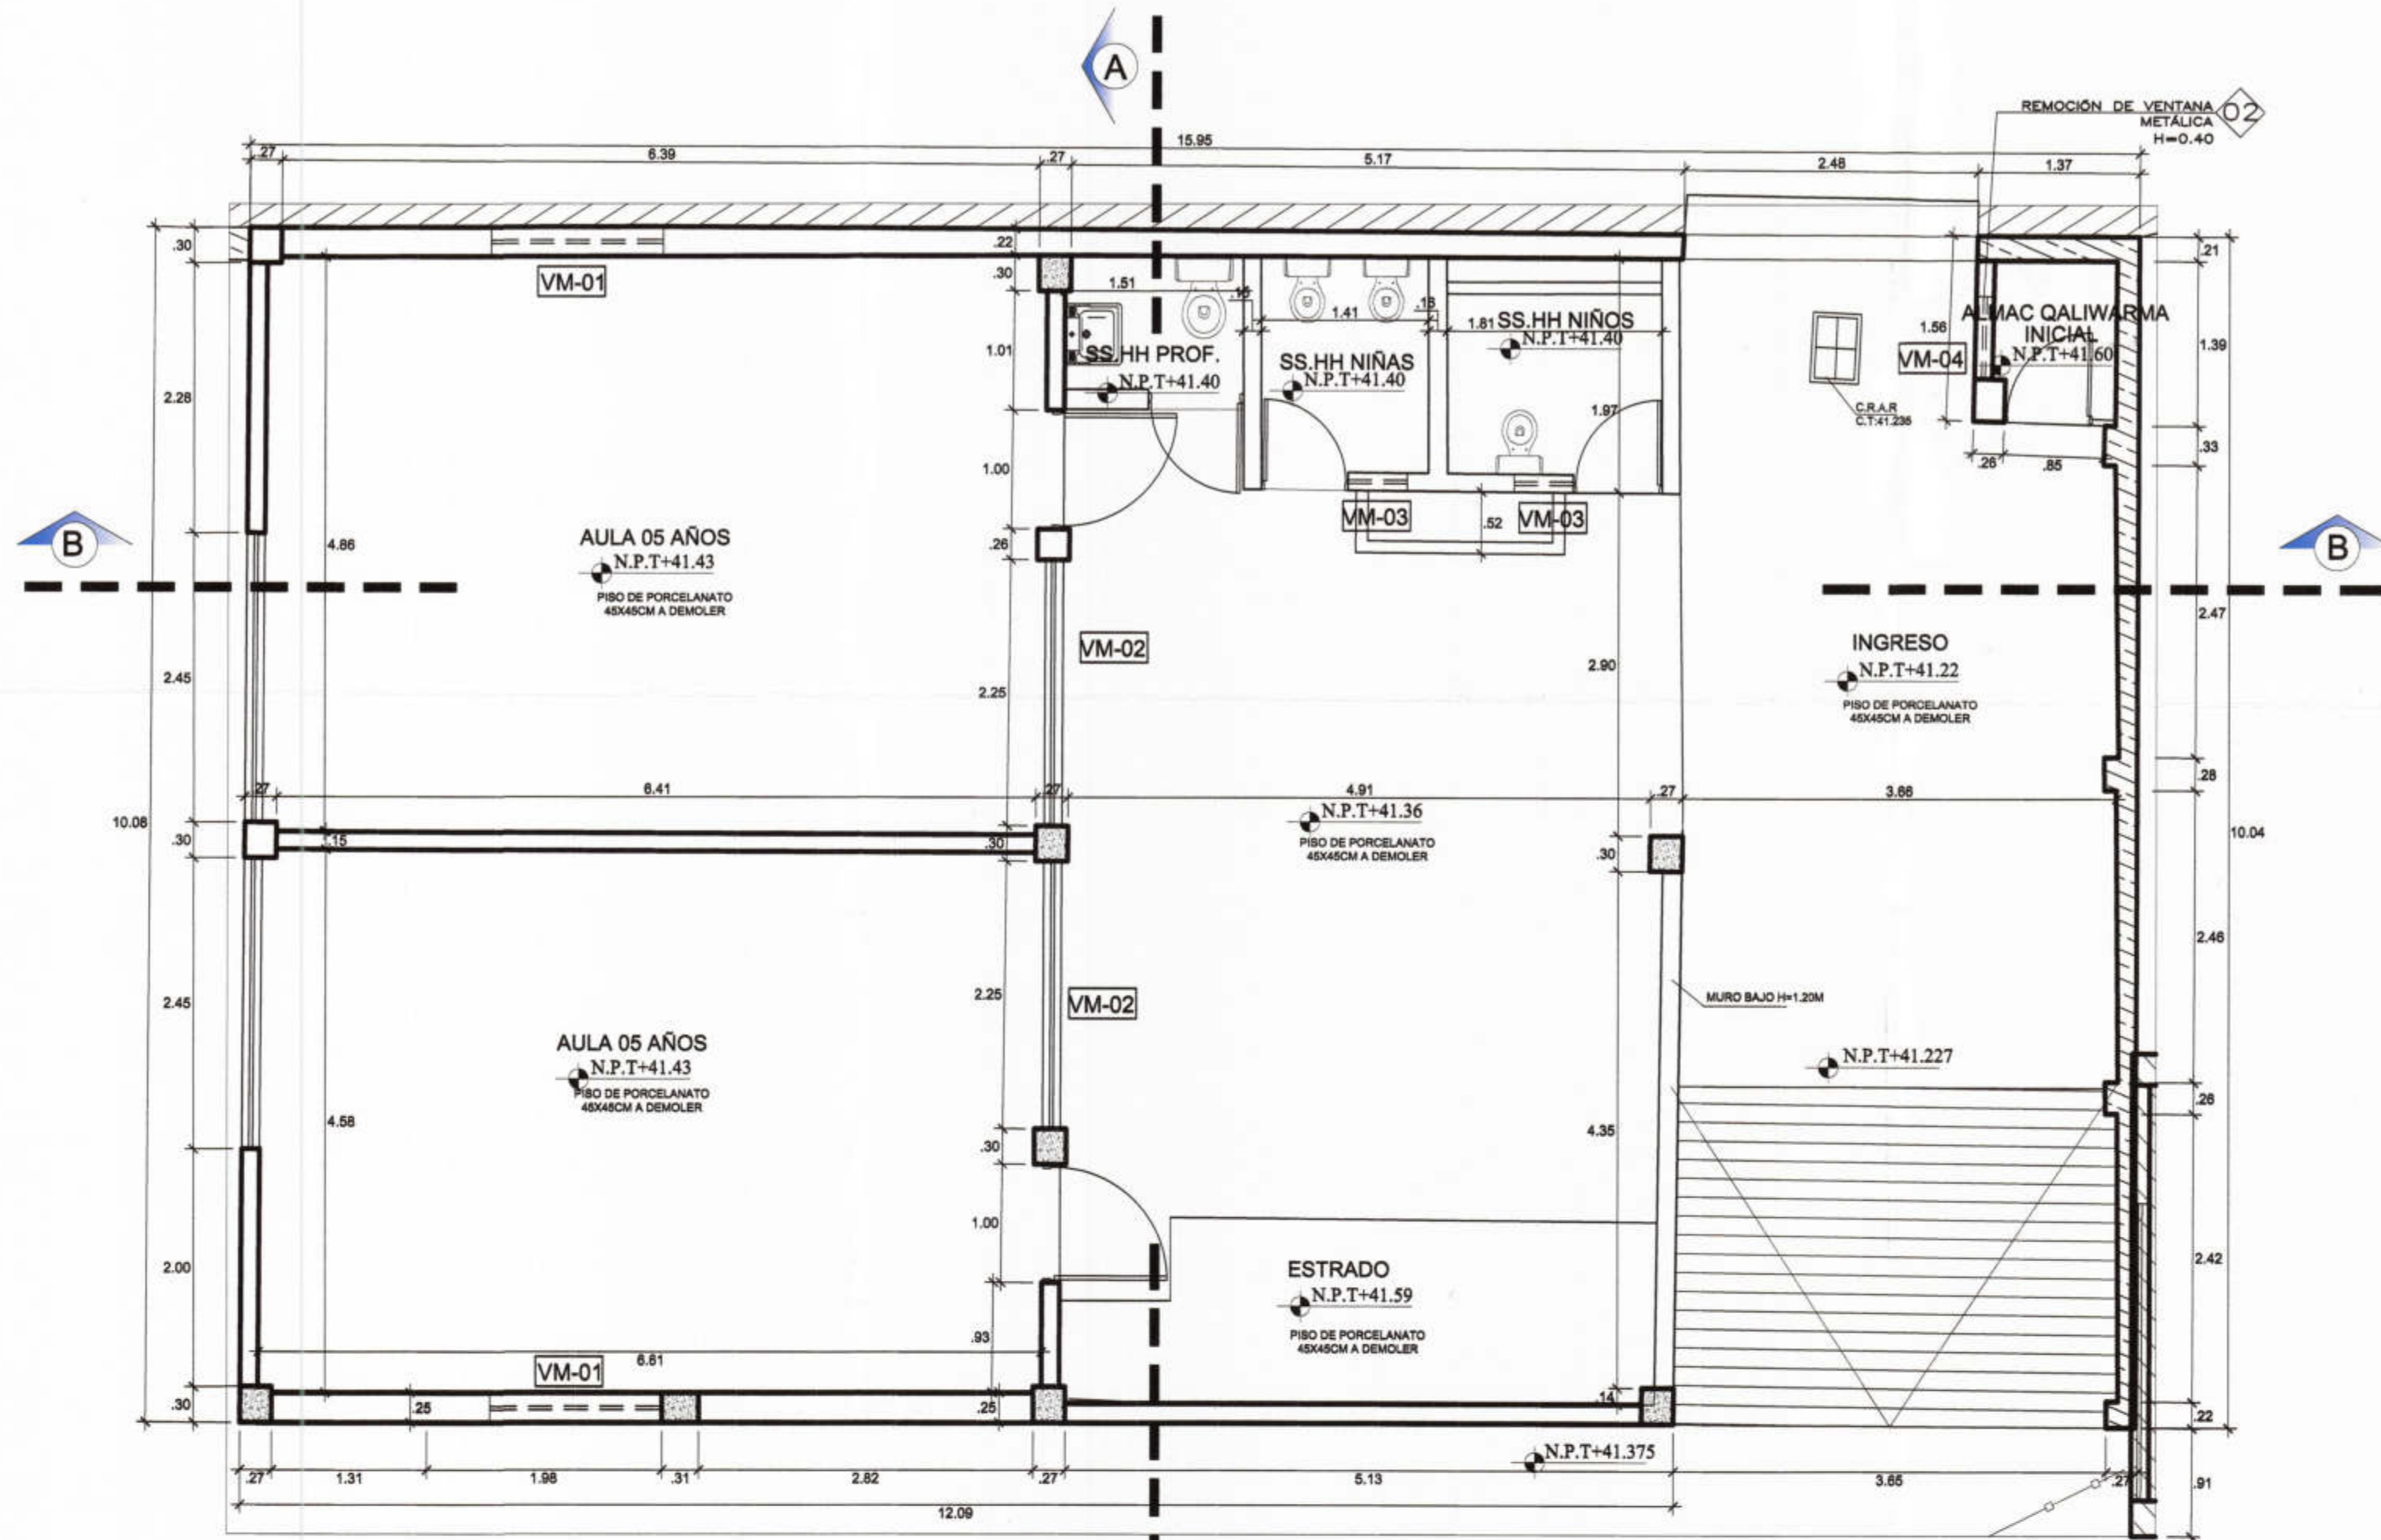 A
REMOCIÓN DE VENTANA
METÁLICA
H=0.40
02
15.95
.27
6.39
.27
5.17
2.48
1.37
.30
.22
.30
.21
VM-01
1.51
.15
1.41
.18
1.81
SS.HH NIÑOS
N.P.T+41.40
1.56
ALMAC QALIWARMA
INICIAL
N.P.T+41.60
1.39
VM-04
1.01
SS.HH PROF.
N.P.T+41.40
SS.HH NIÑAS
N.P.T+41.40
2.28
1.97
C.R.A.R
C.T:41.235
.33
1.00
.26
.85
VM-03
.52
VM-03
B
AULA 05 AÑOS
N.P.T+41.43
PISO DE PORCELANATO
45X45CM A DEMOLER
4.86
.26
B
2.47
INGRESO
N.P.T+41.22
PISO DE PORCELANATO
45X45CM A DEMOLER
VM-02
2.90
2.45
2.25
.27
6.41
.27
4.91
.27
3.66
.28
10.08
10.04
N.P.T+41.36
PISO DE PORCELANATO
45X45CM A DEMOLER
.30
.15
.30
.30
2.46
2.45
2.25
VM-02
MURO BAJO H=1.20M
AULA 05 AÑOS
N.P.T+41.43
PISO DE PORCELANATO
45X45CM A DEMOLER
N.P.T+41.227
4.58
.30
4.35
.26
1.00
2.00
2.42
ESTRADO
N.P.T+41.59
PISO DE PORCELANATO
45X45CM A DEMOLER
.93
6.61
VM-01
.30
.25
.25
.14
.22
N.P.T+41.375
.27
1.31
1.98
.31
2.82
.27
5.13
3.65
.27
.91
12.09